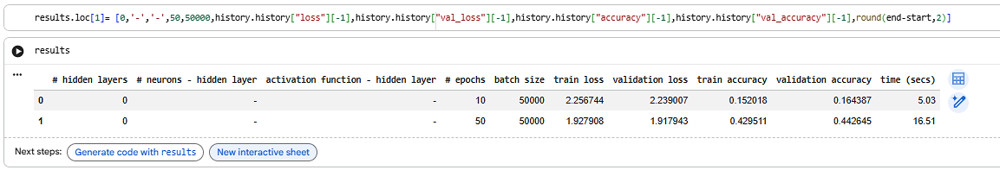 results.loc[1]= [0,'-','-',50,50000,history.history["loss"][-1],history.history["val_loss"][-1],history.history["accuracy"][-1],history.history["val_accuracy"][-1],round(end-start,2)]
results
# hidden layers # neurons - hidden layer activation function - hidden layer # epochs batch size train loss validation loss train accuracy validation accuracy time (secs)
0 0 - - 10 50000 2.256744 2.239007 0.152018 0.164387 5.03
1 0 - - 50 50000 1.927908 1.917943 0.429511 0.442645 16.51
Next steps: Generate code with results New interactive sheet